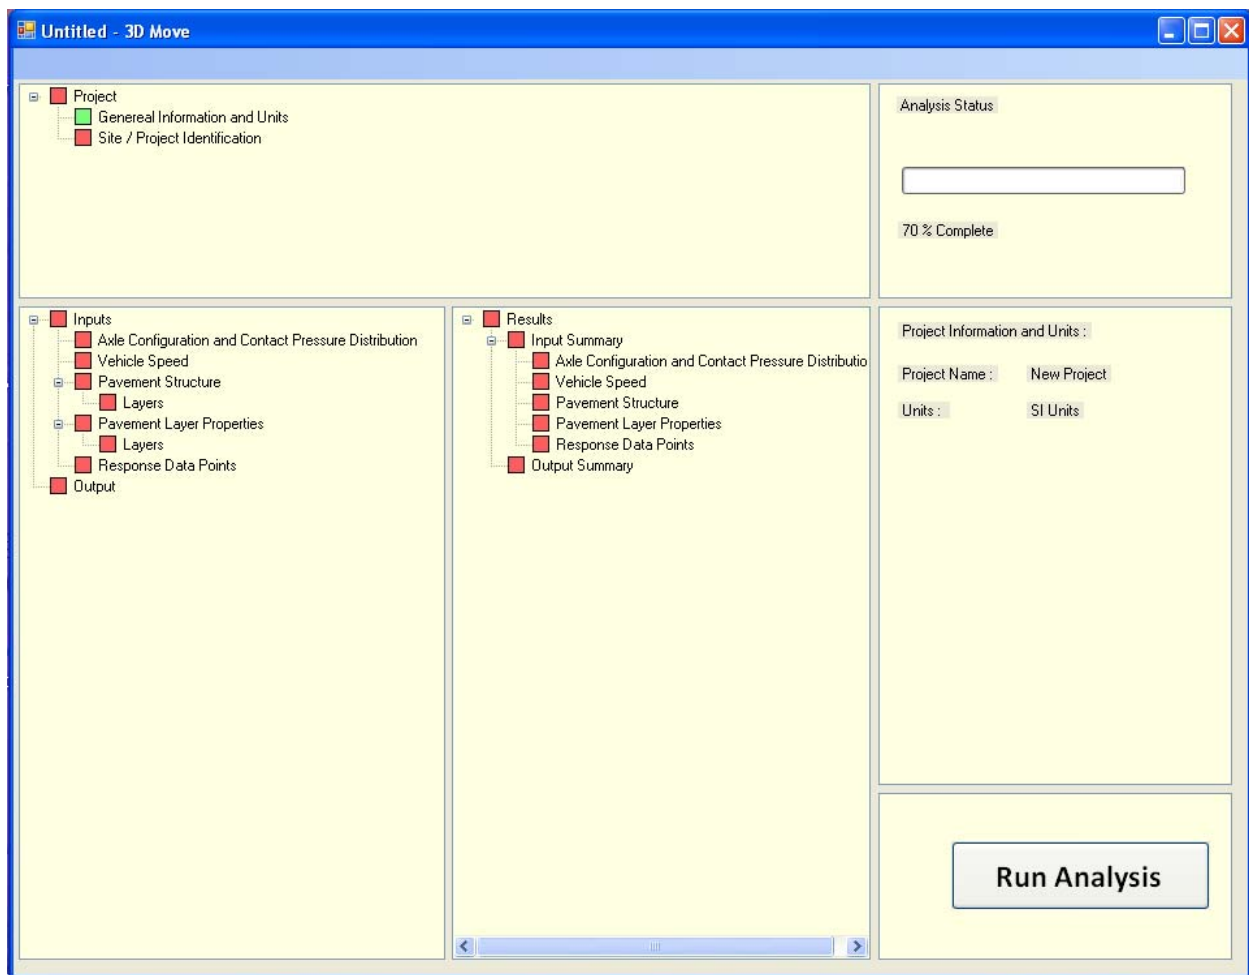 Untitled - 3D Move
Project
Genereal Information and Units
Site / Project Identification
Analysis Status
70 % Complete
Inputs
Axle Configuration and Contact Pressure Distribution
Vehicle Speed
Pavement Structure
Layers
Pavement Layer Properties
Layers
Response Data Points
Output
Results
Input Summary
Axle Configuration and Contact Pressure Distributio
Vehicle Speed
Pavement Structure
Pavement Layer Properties
Response Data Points
Output Summary
Project Information and Units :
Project Name : New Project
Units : SI Units
Run Analysis